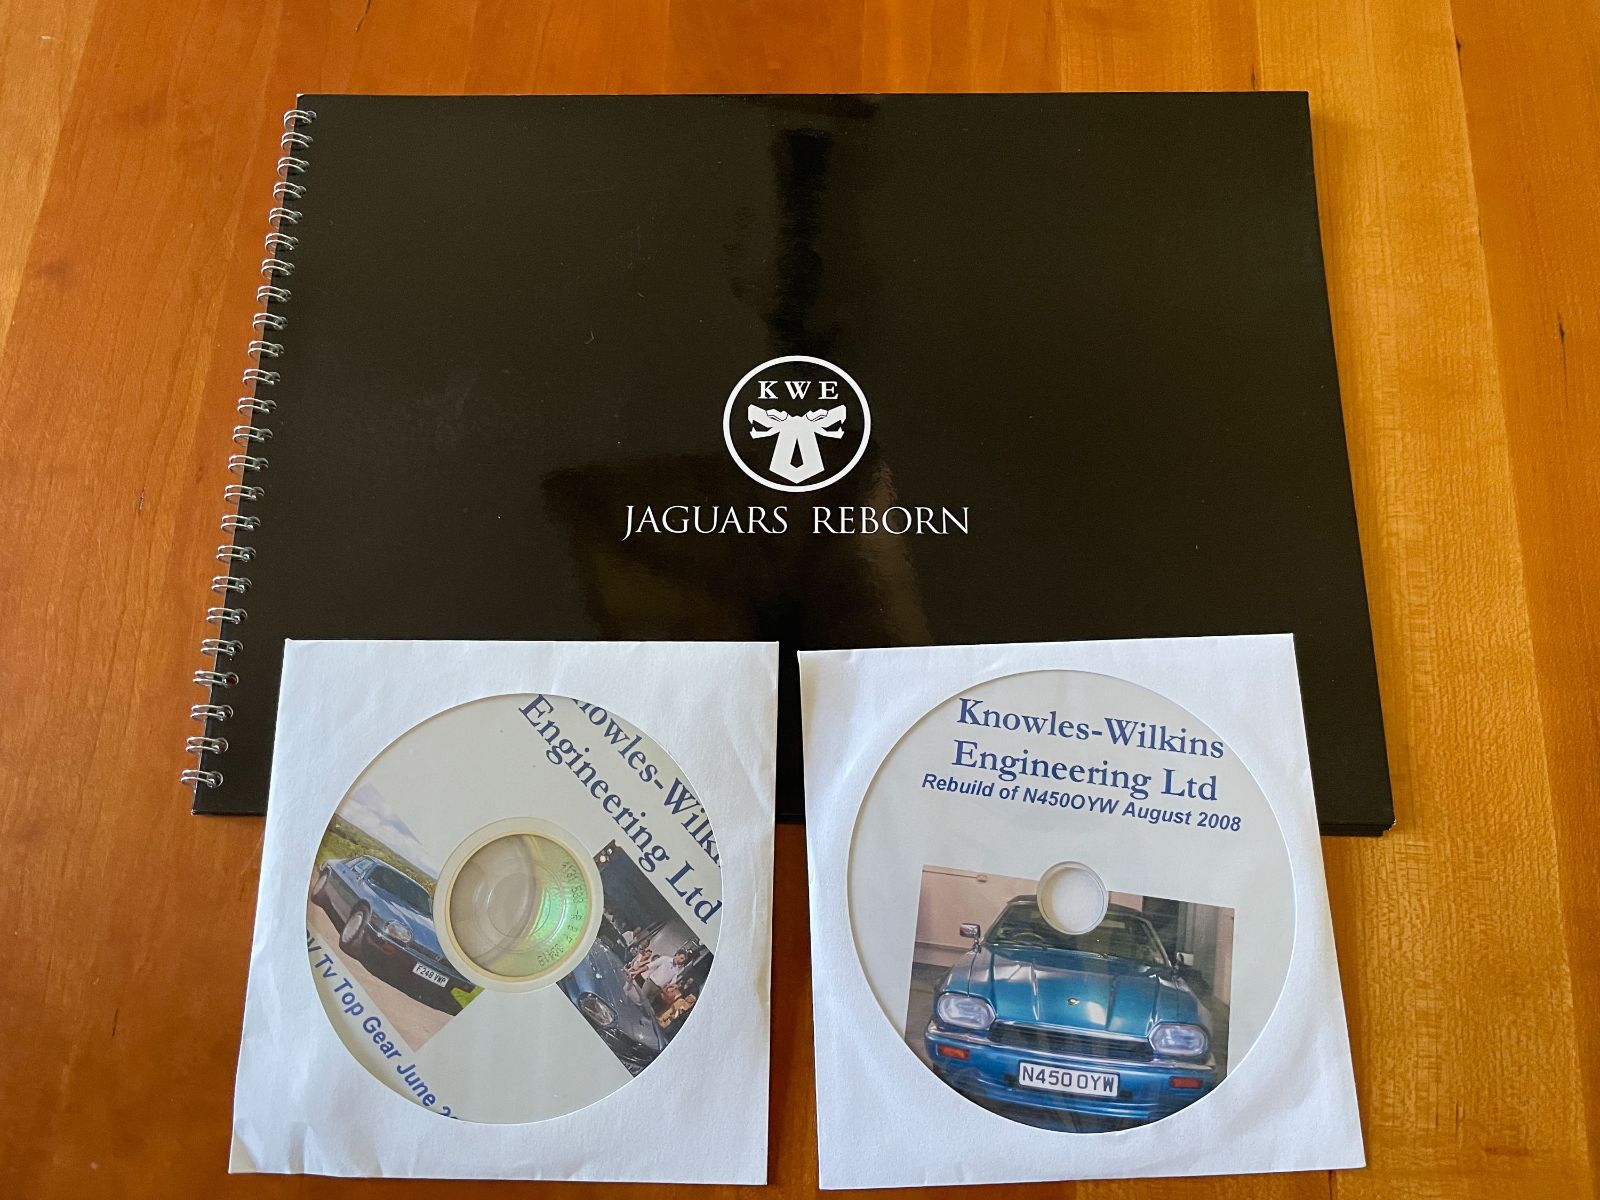 KWE
JAGUARS REBORN
Knowles-Wilkins
Engineering Ltd
F248 VWP
Tv Top Gear June
Knowles-Wilkins
Engineering Ltd
Rebuild of N450OYW August 2008
N450 OYW